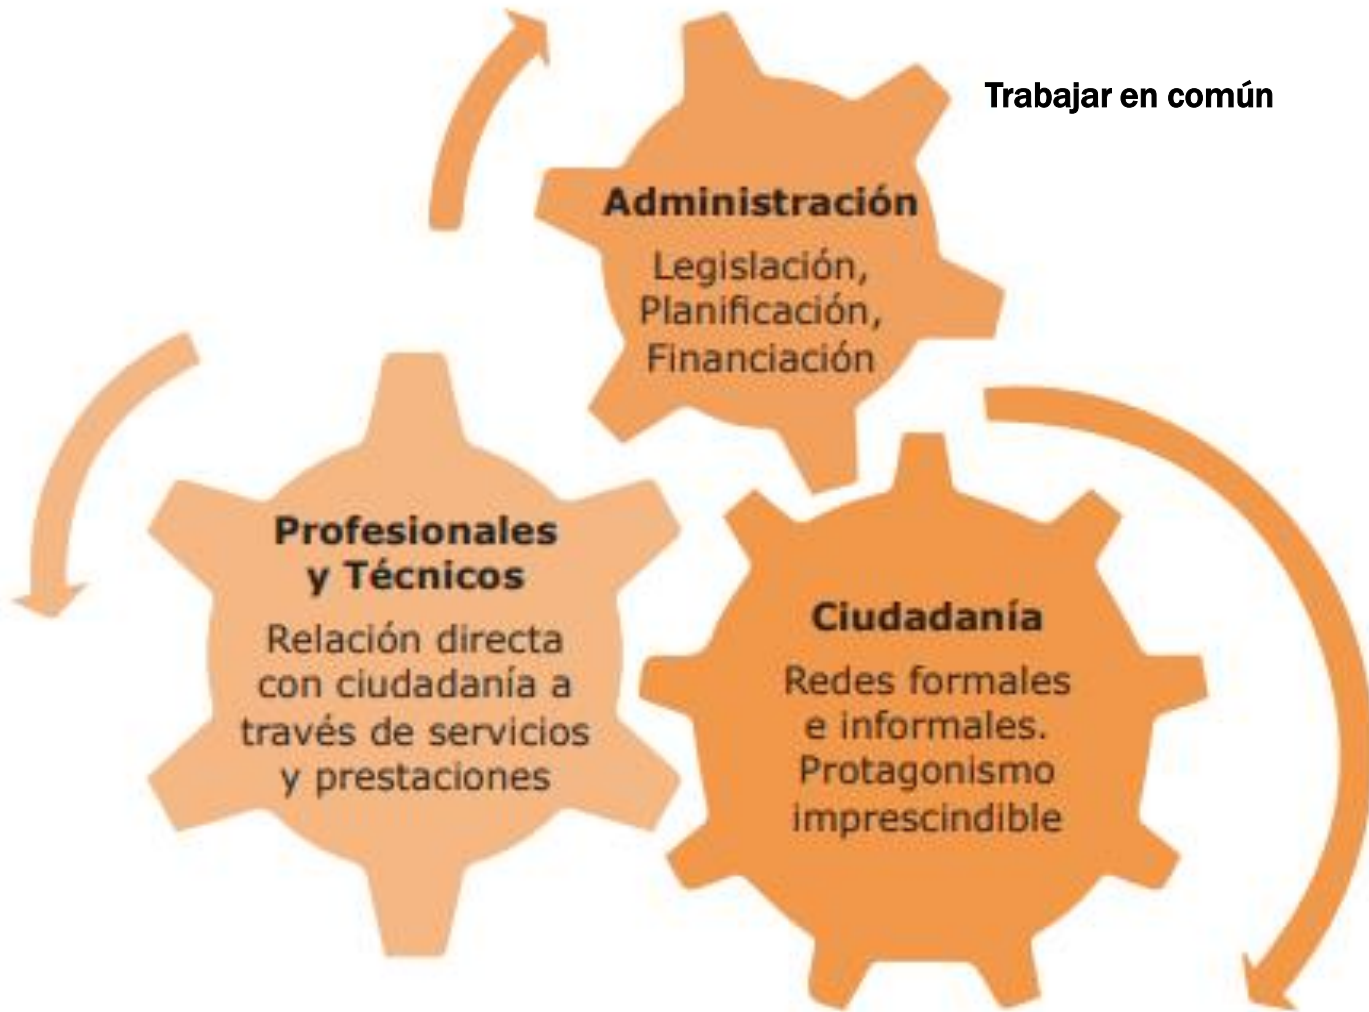 Trabajar en común
Administración
Legislación,
Planificación,
Financiación
Profesionales
y Técnicos
Relación directa
con ciudadanía a
través de servicios
y prestaciones
Ciudadanía
Redes formales
e informales.
Protagonismo
imprescindible